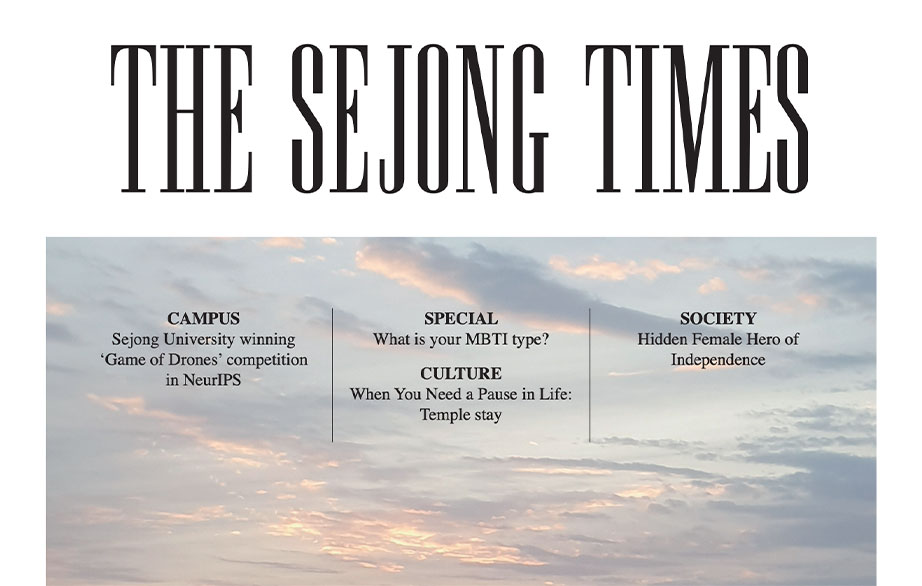 THE SEJONG TIMES
CAMPUS
Sejong University winning
‘Game of Drones’ competition
in NeurIPS
SPECIAL
What is your MBTI type?
CULTURE
When You Need a Pause in Life:
Temple stay
SOCIETY
Hidden Female Hero of
Independence